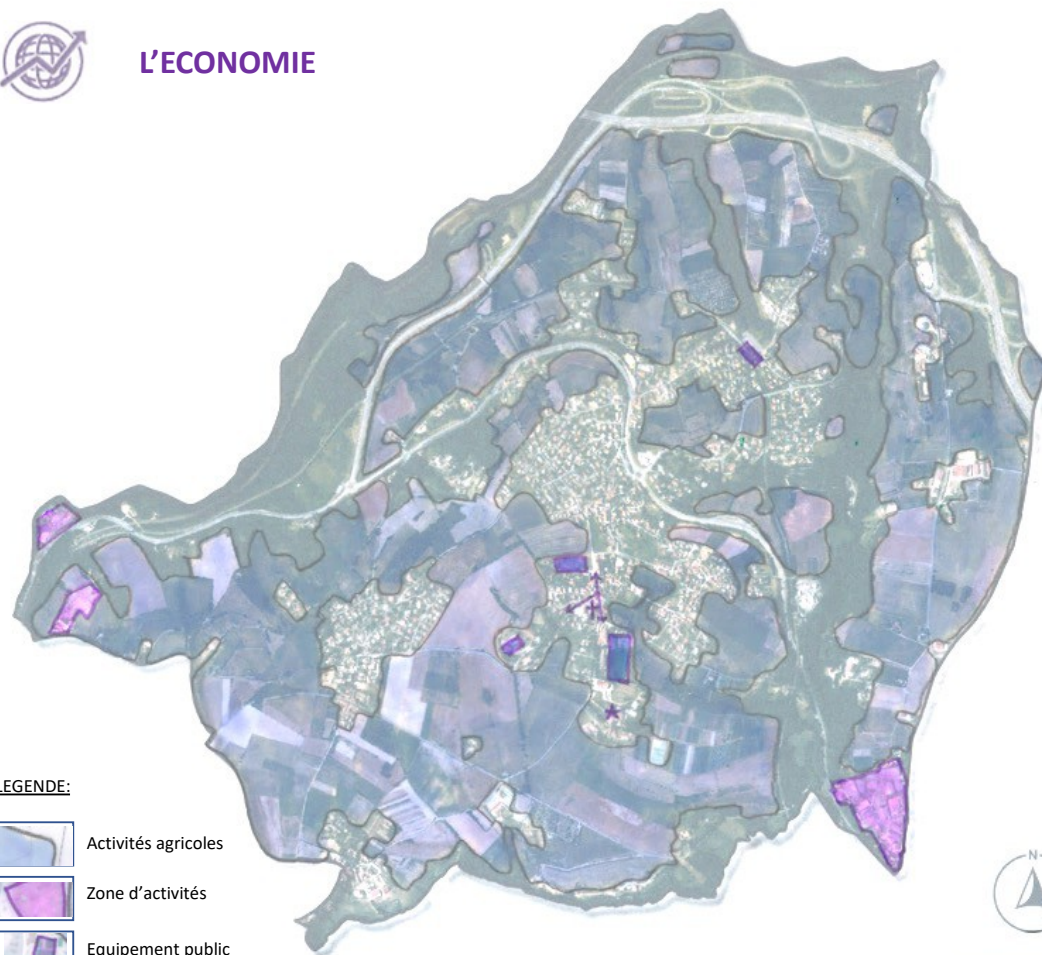 L'ECONOMIE
LEGENDE:
Activités agricoles
Zone d'activités
Equipement public
N